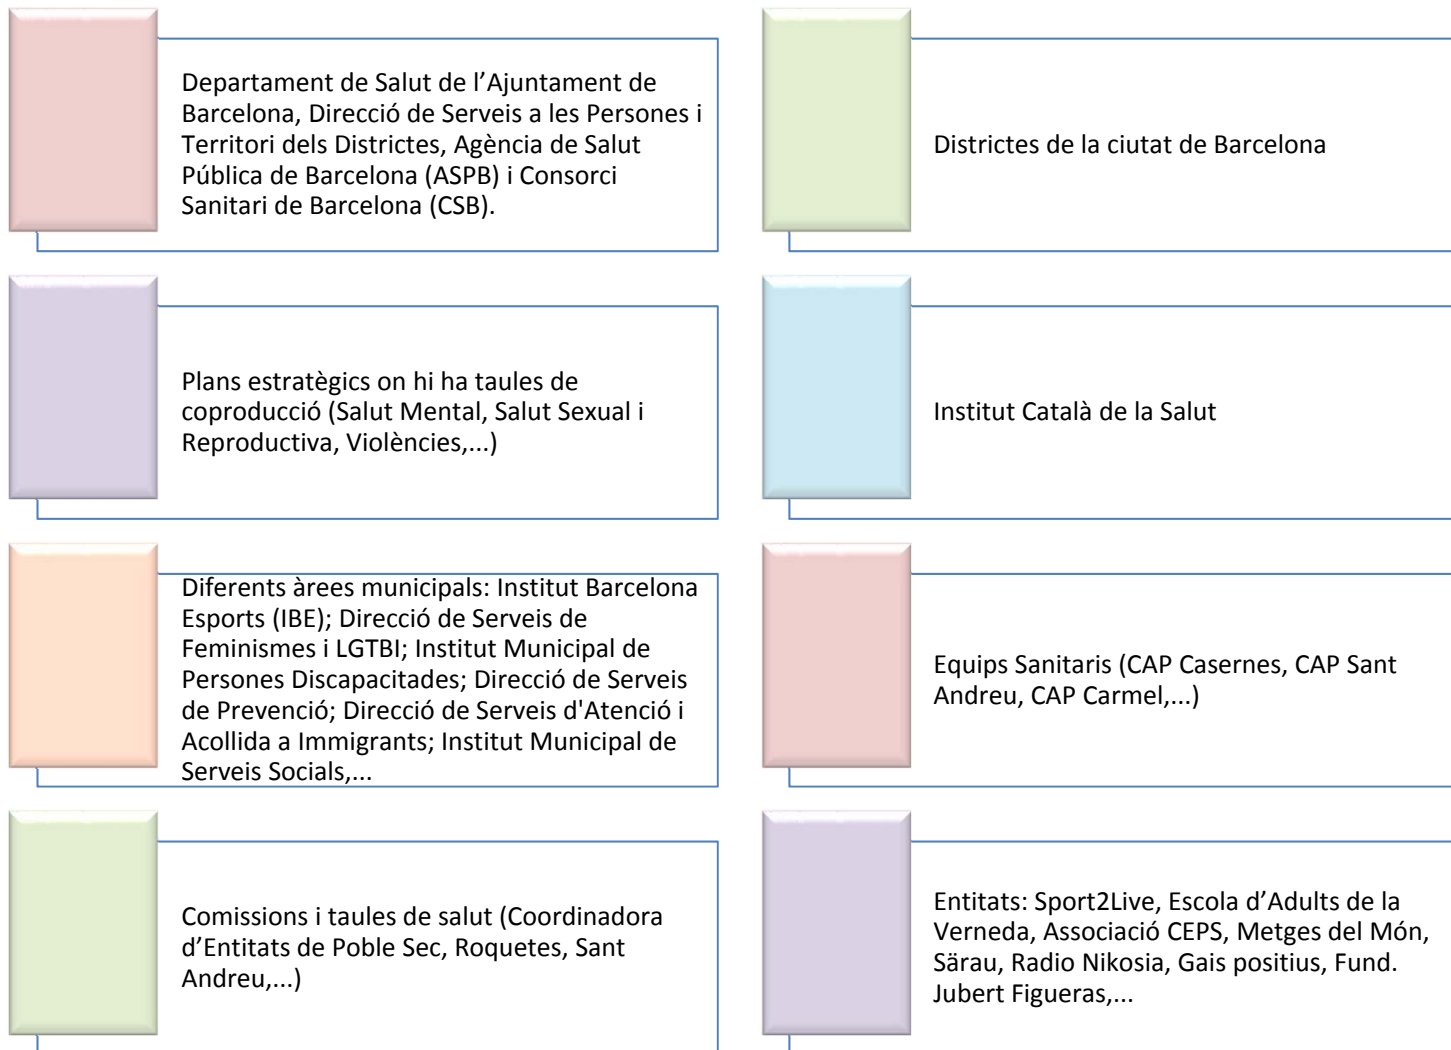 Departament de Salut de l’Ajuntament de
Barcelona, Direcció de Serveis a les Persones i
Territori dels Districtes, Agència de Salut
Pública de Barcelona (ASPB) i Consorci
Sanitari de Barcelona (CSB).
Districtes de la ciutat de Barcelona
Plans estratègics on hi ha taules de
coproducció (Salut Mental, Salut Sexual i
Reproductiva, Violències,...)
Institut Català de la Salut
Diferents àrees municipals: Institut Barcelona
Esports (IBE); Direcció de Serveis de
Feminismes i LGTBI; Institut Municipal de
Persones Discapacitades; Direcció de Serveis
de Prevenció; Direcció de Serveis d'Atenció i
Acollida a Immigrants; Institut Municipal de
Serveis Socials,...
Equips Sanitaris (CAP Casernes, CAP Sant
Andreu, CAP Carmel,...)
Comissions i taules de salut (Coordinadora
d’Entitats de Poble Sec, Roquetes, Sant
Andreu,...)
Entitats: Sport2Live, Escola d’Adults de la
Verneda, Associació CEPS, Metges del Món,
Särau, Radio Nikosia, Gais positius, Fund.
Jubert Figueras,...